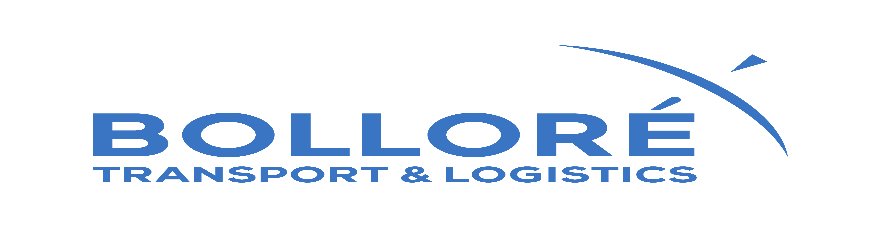 BOLLORÉ
TRANSPORT & LOGISTICS